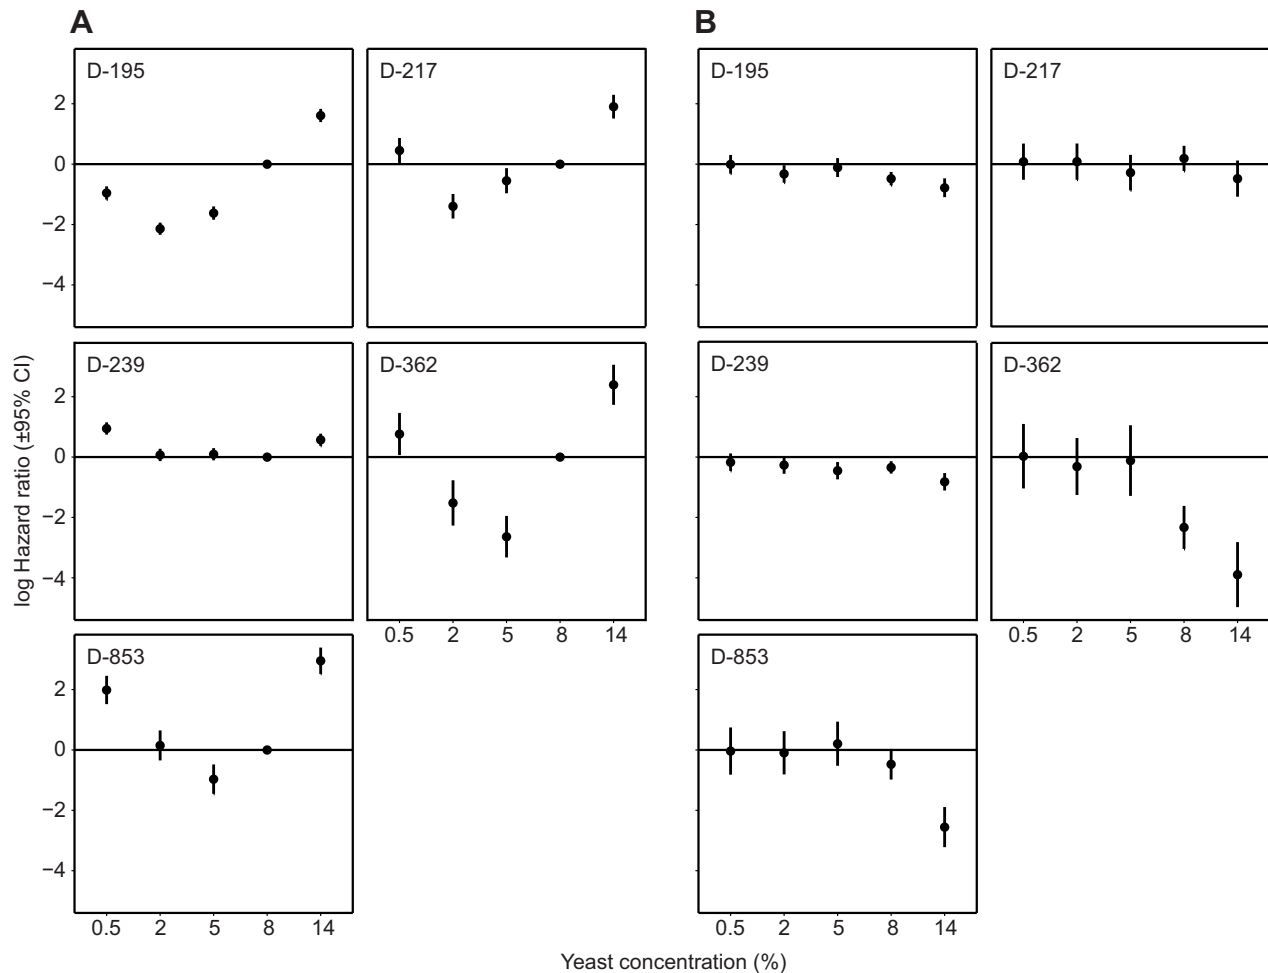 A
B
D-195
D-217
D-195
D-217
2
0
−2
−4
D-239
D-362
D-239
D-362
2
0
−2
−4
0.5 2 5 8 14
0.5 2 5 8 14
D-853
D-853
2
0
−2
−4
0.5 2 5 8 14
0.5 2 5 8 14
log Hazard ratio (±95% CI)
Yeast concentration (%)